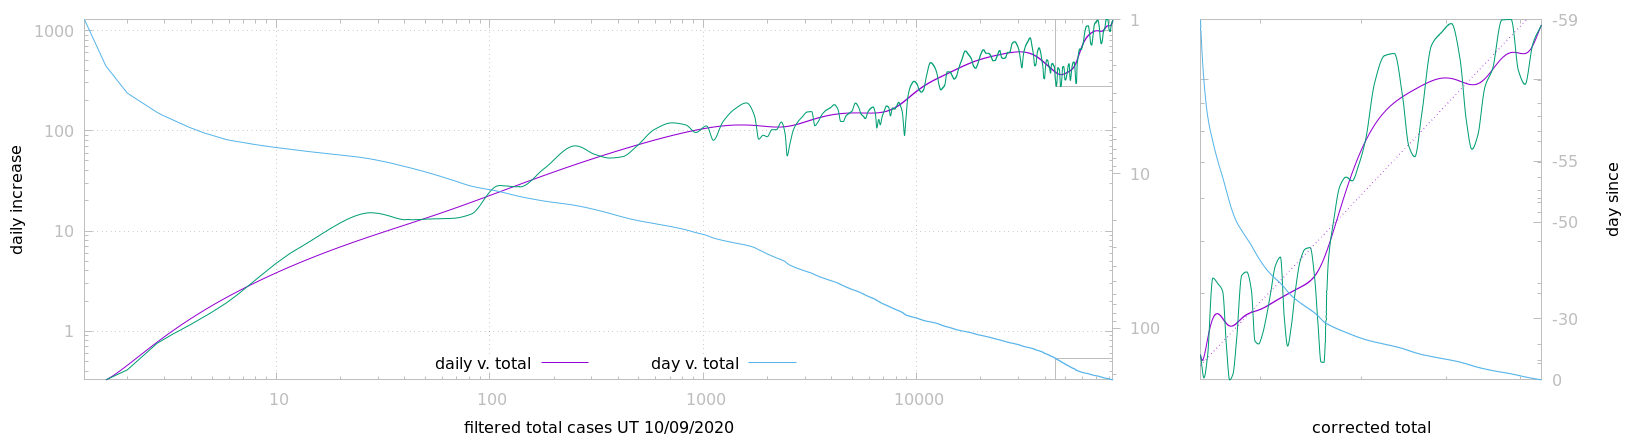 1000
100
10
1
daily increase
10
100
1000
10000
filtered total cases UT 10/09/2020
daily v. total
day v. total
1
10
100
-59
-55
-50
-30
0
day since
corrected total